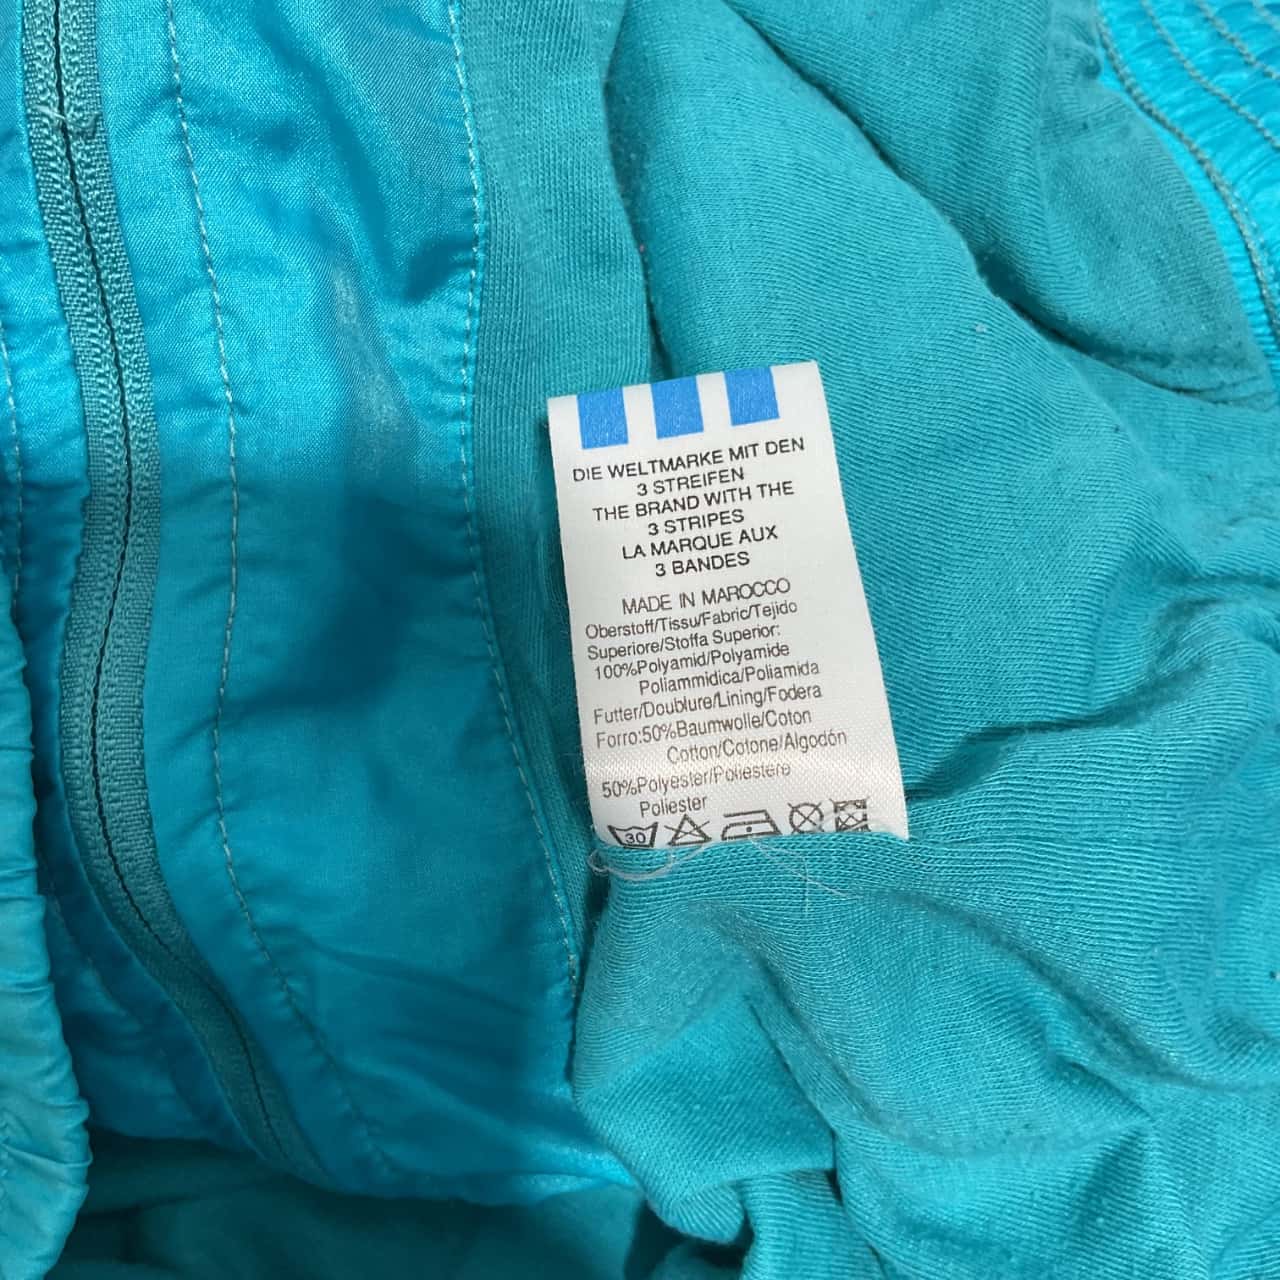 DIE WELTMARKE MIT DEN
3 STREIFEN
THE BRAND WITH THE
3 STRIPES
LA MARQUE AUX
3 BANDES
MADE IN MAROCCO
Oberstoff/Tissu/Fabric/Tejido
Superiore/Stoffa Superior:
100%Polyamid/Polyamide
Poliammidica/Poliamida
Futter/Doublure/Lining/Fodera
Forro:50%Baumwolle/Coton
Cotton/Cotone/Algodón
50%Polyester/Poliestere
Poliester
30